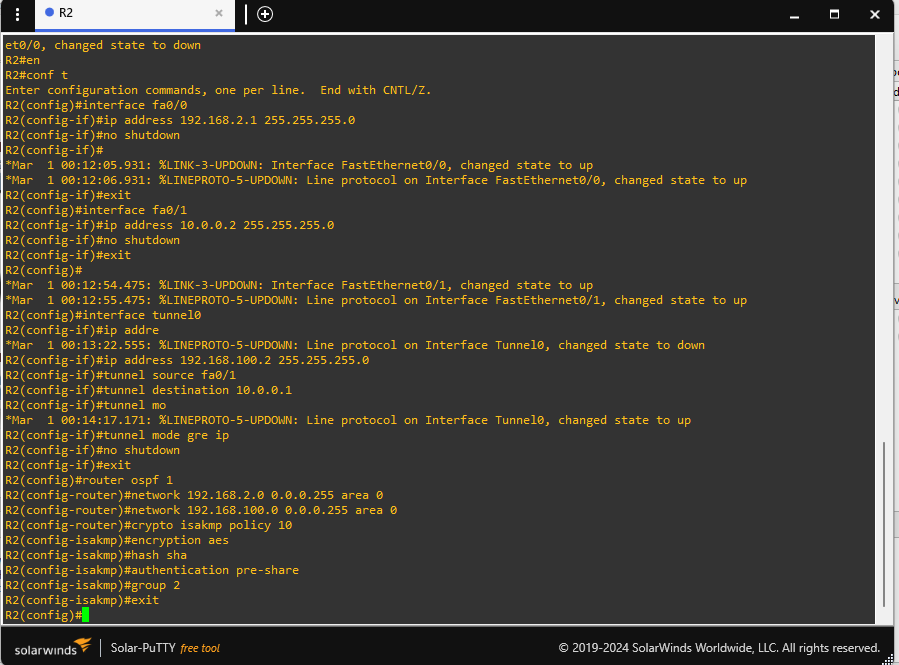 R2
et0/0, changed state to down
R2#en
R2#conf t
Enter configuration commands, one per line.  End with CNTL/Z.
R2(config)#interface fa0/0
R2(config-if)#ip address 192.168.2.1 255.255.255.0
R2(config-if)#no shutdown
R2(config-if)#
*Mar  1 00:12:05.931: %LINK-3-UPDOWN: Interface FastEthernet0/0, changed state to up
*Mar  1 00:12:06.931: %LINEPROTO-5-UPDOWN: Line protocol on Interface FastEthernet0/0, changed state to up
R2(config-if)#exit
R2(config)#interface fa0/1
R2(config-if)#ip address 10.0.0.2 255.255.255.0
R2(config-if)#no shutdown
R2(config-if)#exit
R2(config)#
*Mar  1 00:12:54.475: %LINK-3-UPDOWN: Interface FastEthernet0/1, changed state to up
*Mar  1 00:12:55.475: %LINEPROTO-5-UPDOWN: Line protocol on Interface FastEthernet0/1, changed state to up
R2(config)#interface tunnel0
R2(config-if)#ip addre
*Mar  1 00:13:22.555: %LINEPROTO-5-UPDOWN: Line protocol on Interface Tunnel0, changed state to down
R2(config-if)#ip address 192.168.100.2 255.255.255.0
R2(config-if)#tunnel source fa0/1
R2(config-if)#tunnel destination 10.0.0.1
R2(config-if)#tunnel mo
*Mar  1 00:14:17.171: %LINEPROTO-5-UPDOWN: Line protocol on Interface Tunnel0, changed state to up
R2(config-if)#tunnel mode gre ip
R2(config-if)#no shutdown
R2(config-if)#exit
R2(config)#router ospf 1
R2(config-router)#network 192.168.2.0 0.0.0.255 area 0
R2(config-router)#network 192.168.100.0 0.0.0.255 area 0
R2(config-router)#crypto isakmp policy 10
R2(config-isakmp)#encryption aes
R2(config-isakmp)#hash sha
R2(config-isakmp)#authentication pre-share
R2(config-isakmp)#group 2
R2(config-isakmp)#exit
R2(config)#
solarwinds Solar-PuTTY free tool © 2019-2024 SolarWinds Worldwide, LLC. All rights reserved.